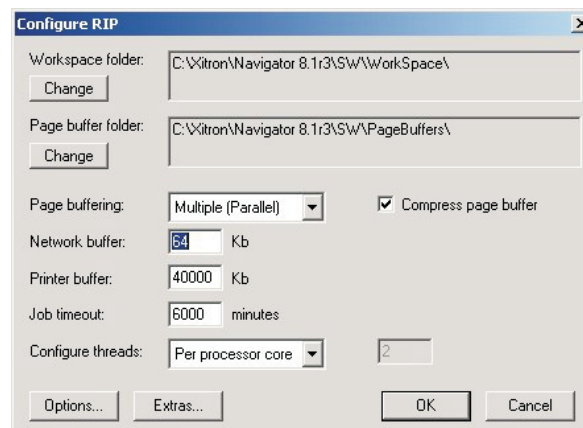 Configure RIP
Workspace folder: C:\Xitron\Navigator 8.1r3\SW\WorkSpace\
Change
Page buffer folder: C:\Xitron\Navigator 8.1r3\SW\PageBuffers\
Change
Page buffering: Multiple (Parallel) Compress page buffer
Network buffer: 64 Kb
Printer buffer: 40000 Kb
Job timeout: 6000 minutes
Configure threads: Per processor core 2
Options... Extras... OK Cancel